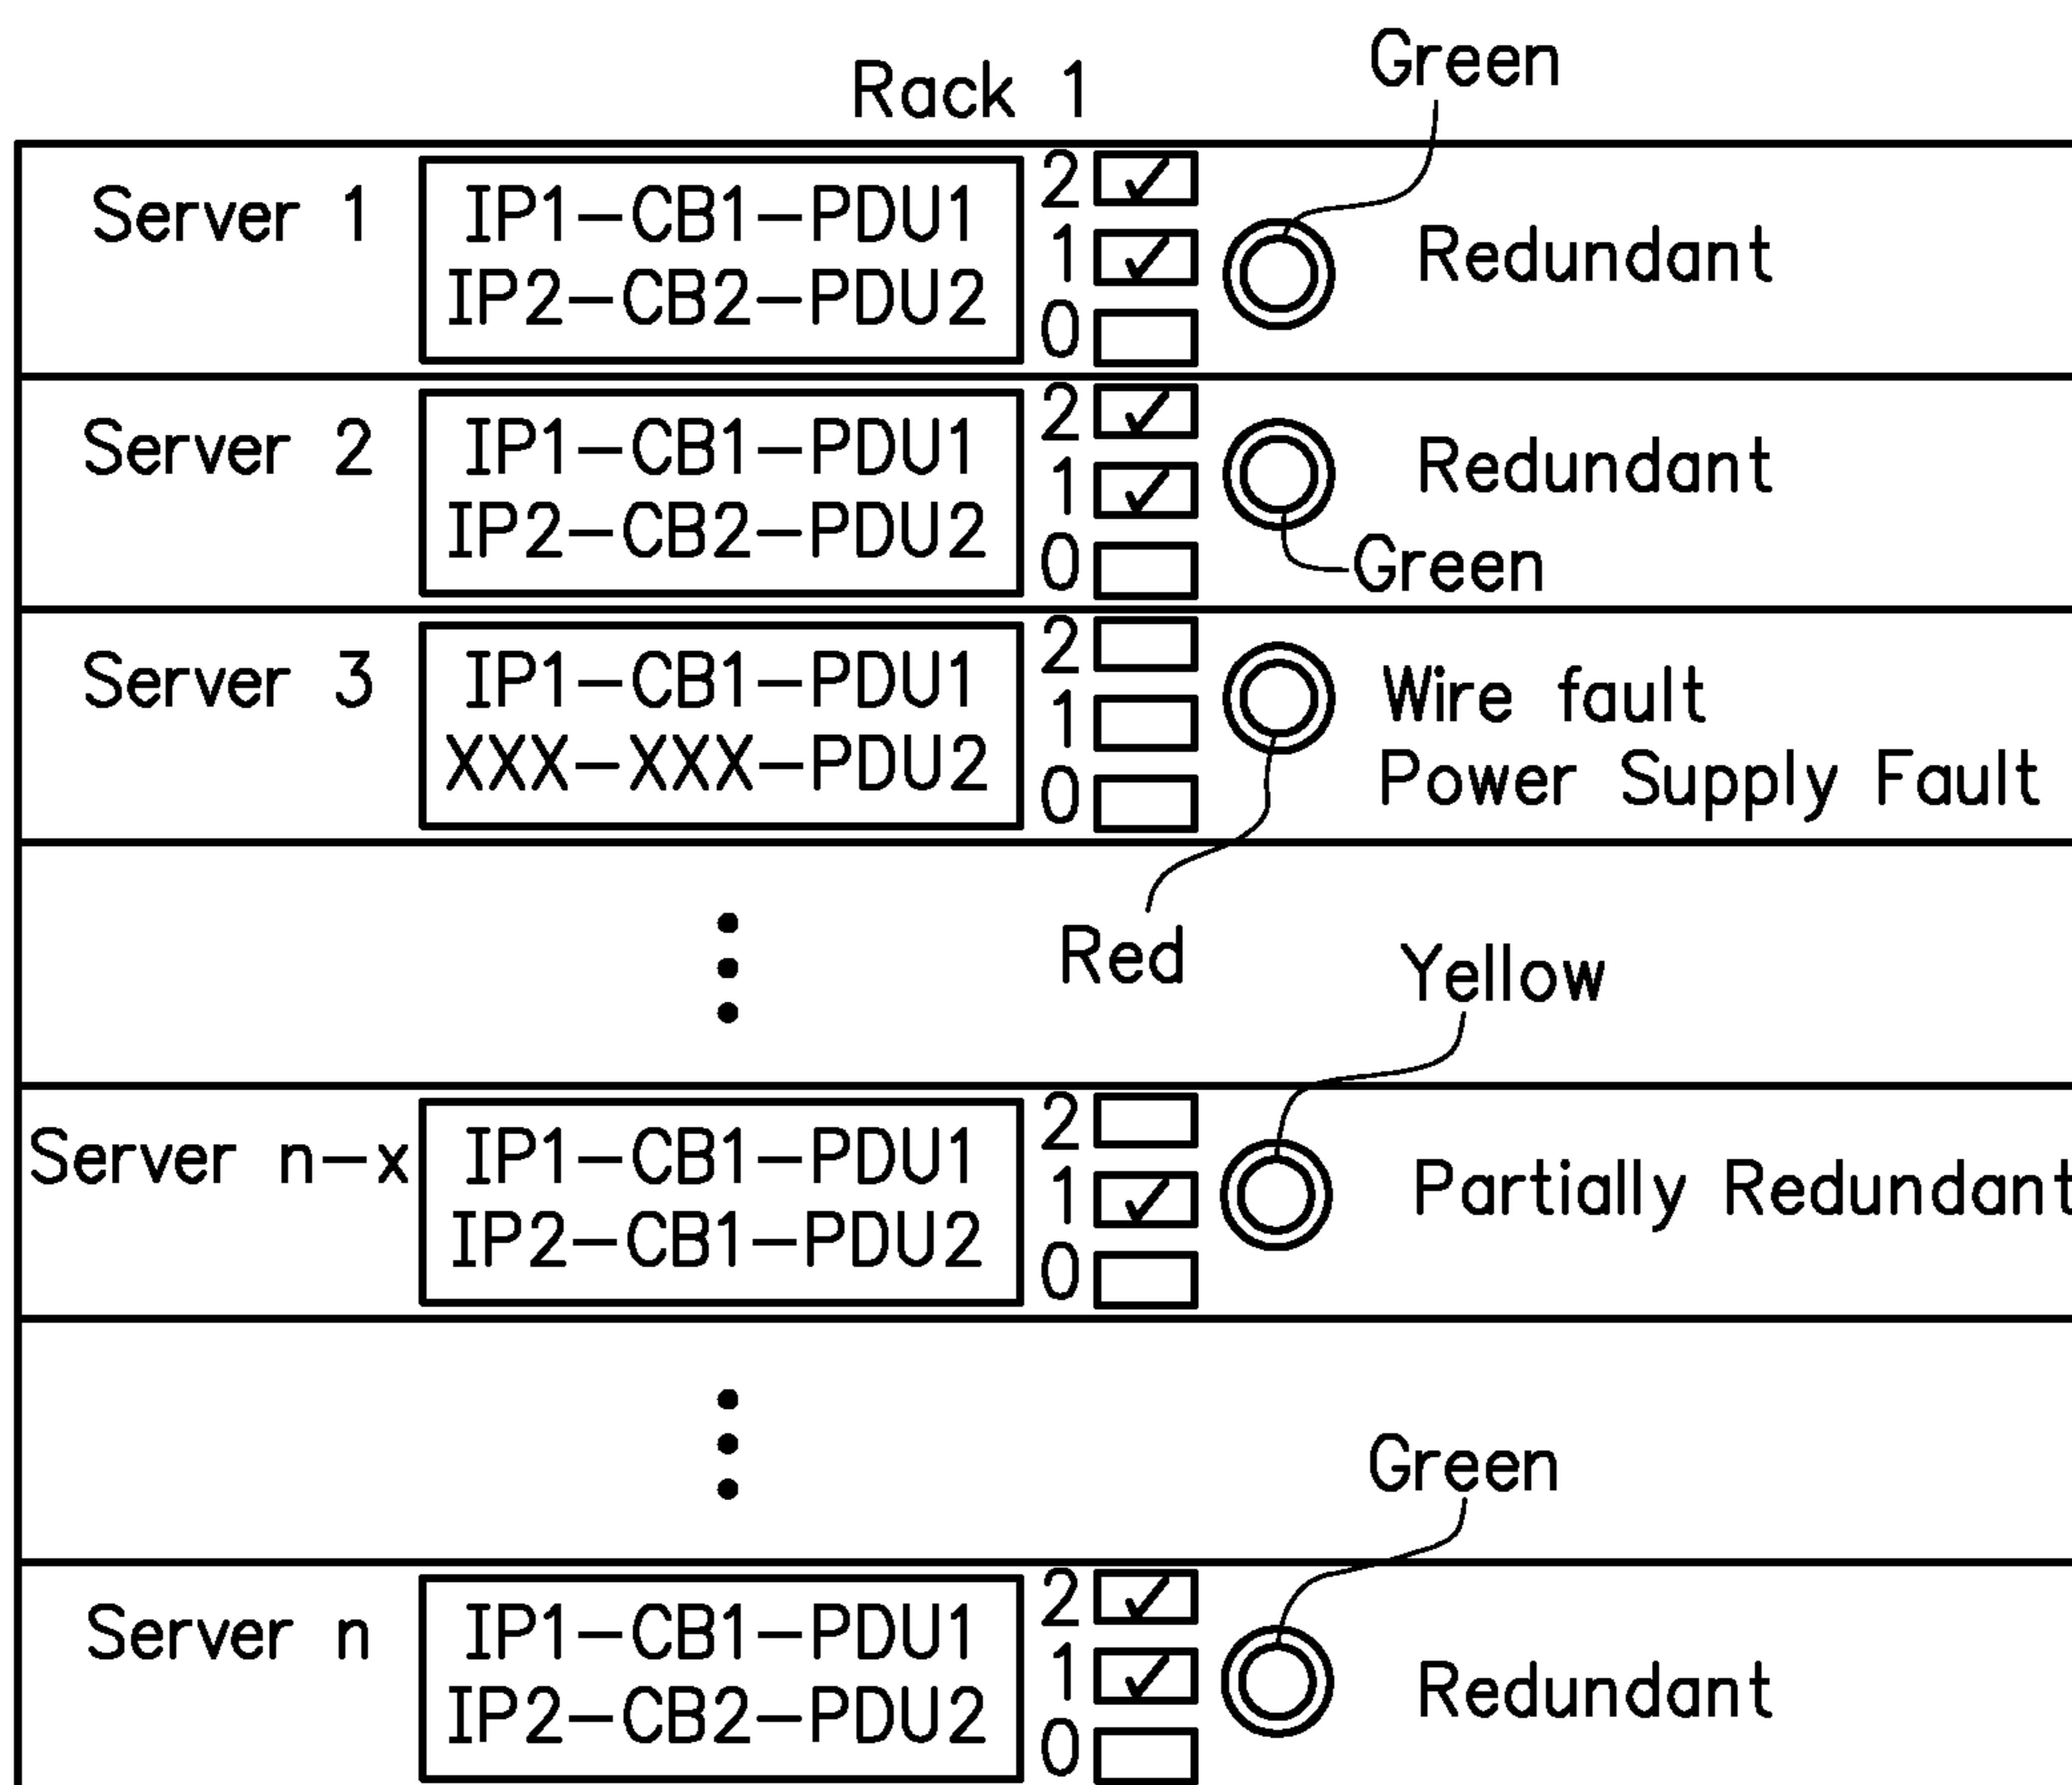 Rack 1
Green
Server 1
IP1-CB1-PDU1
IP2-CB2-PDU2
2
1
0
Redundant
Server 2
IP1-CB1-PDU1
IP2-CB2-PDU2
2
1
0
Redundant
Green
Server 3
IP1-CB1-PDU1
XXX-XXX-PDU2
2
1
0
Wire fault
Power Supply Fault
Red
Yellow
Server n-x
IP1-CB1-PDU1
IP2-CB1-PDU2
2
1
0
Partially Redundant
Green
Server n
IP1-CB1-PDU1
IP2-CB2-PDU2
2
1
0
Redundant